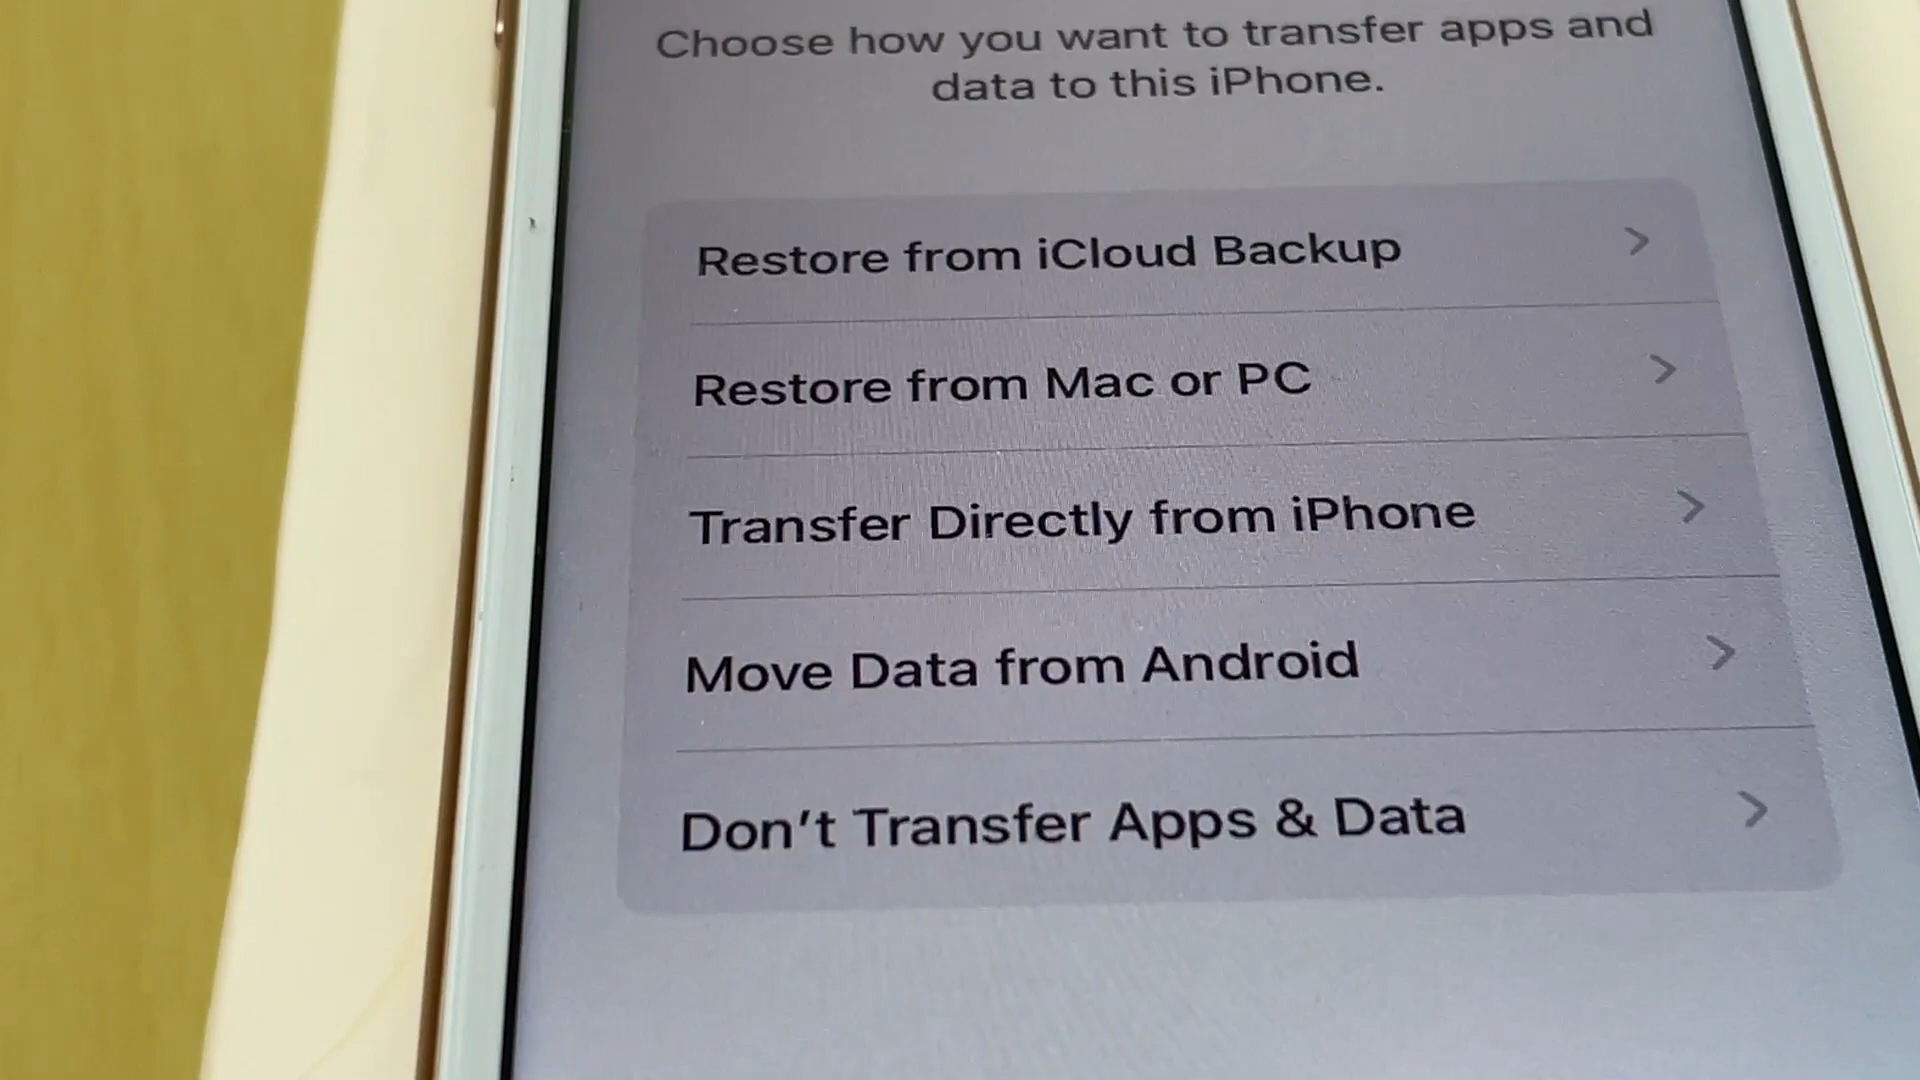 Choose how you want to transfer apps and
data to this iPhone.
Restore from iCloud Backup
Restore from Mac or PC
Transfer Directly from iPhone
Move Data from Android
Don’t Transfer Apps & Data